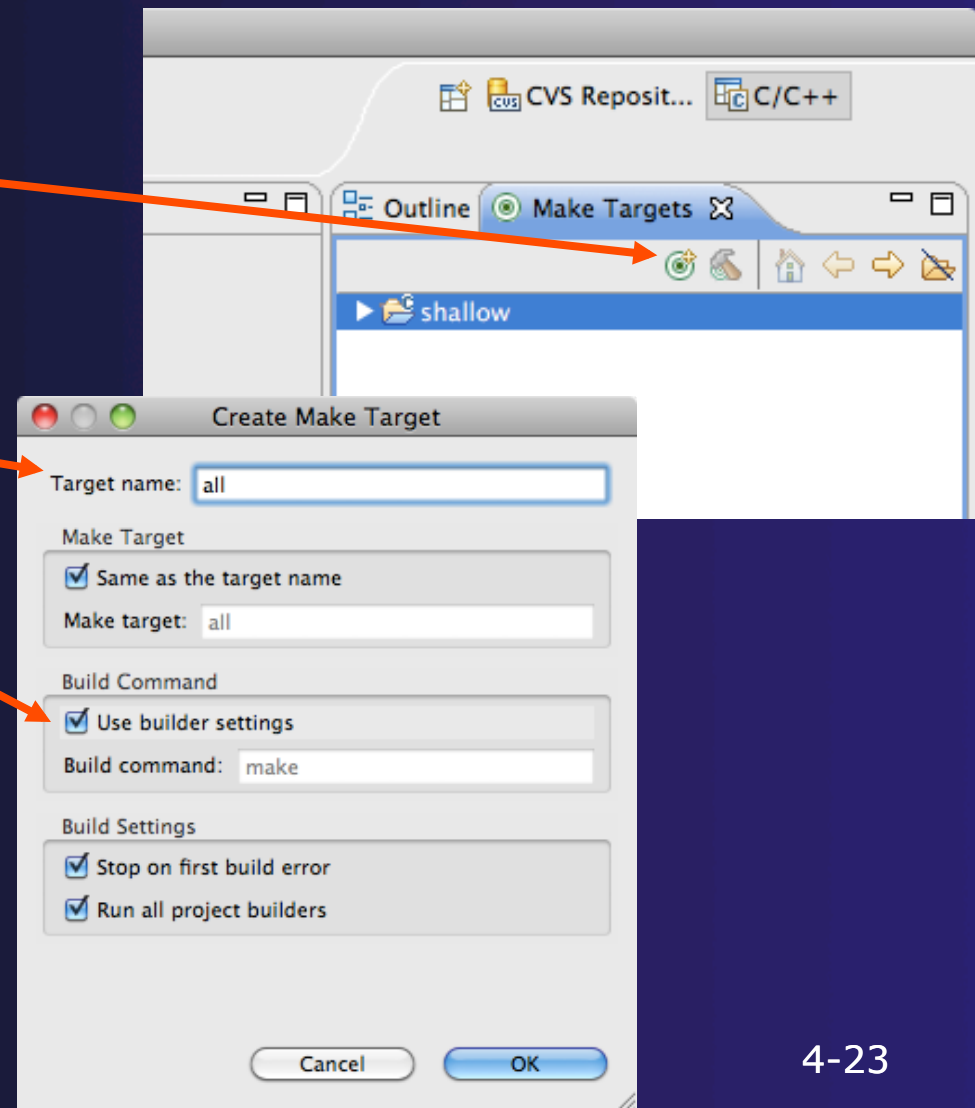 CVS Reposit... C/C++
Outline Make Targets
shallow
Create Make Target
Target name: all
Make Target
Same as the target name
Make target: all
Build Command
Use builder settings
Build command: make
Build Settings
Stop on first build error
Run all project builders
Cancel OK
4-23